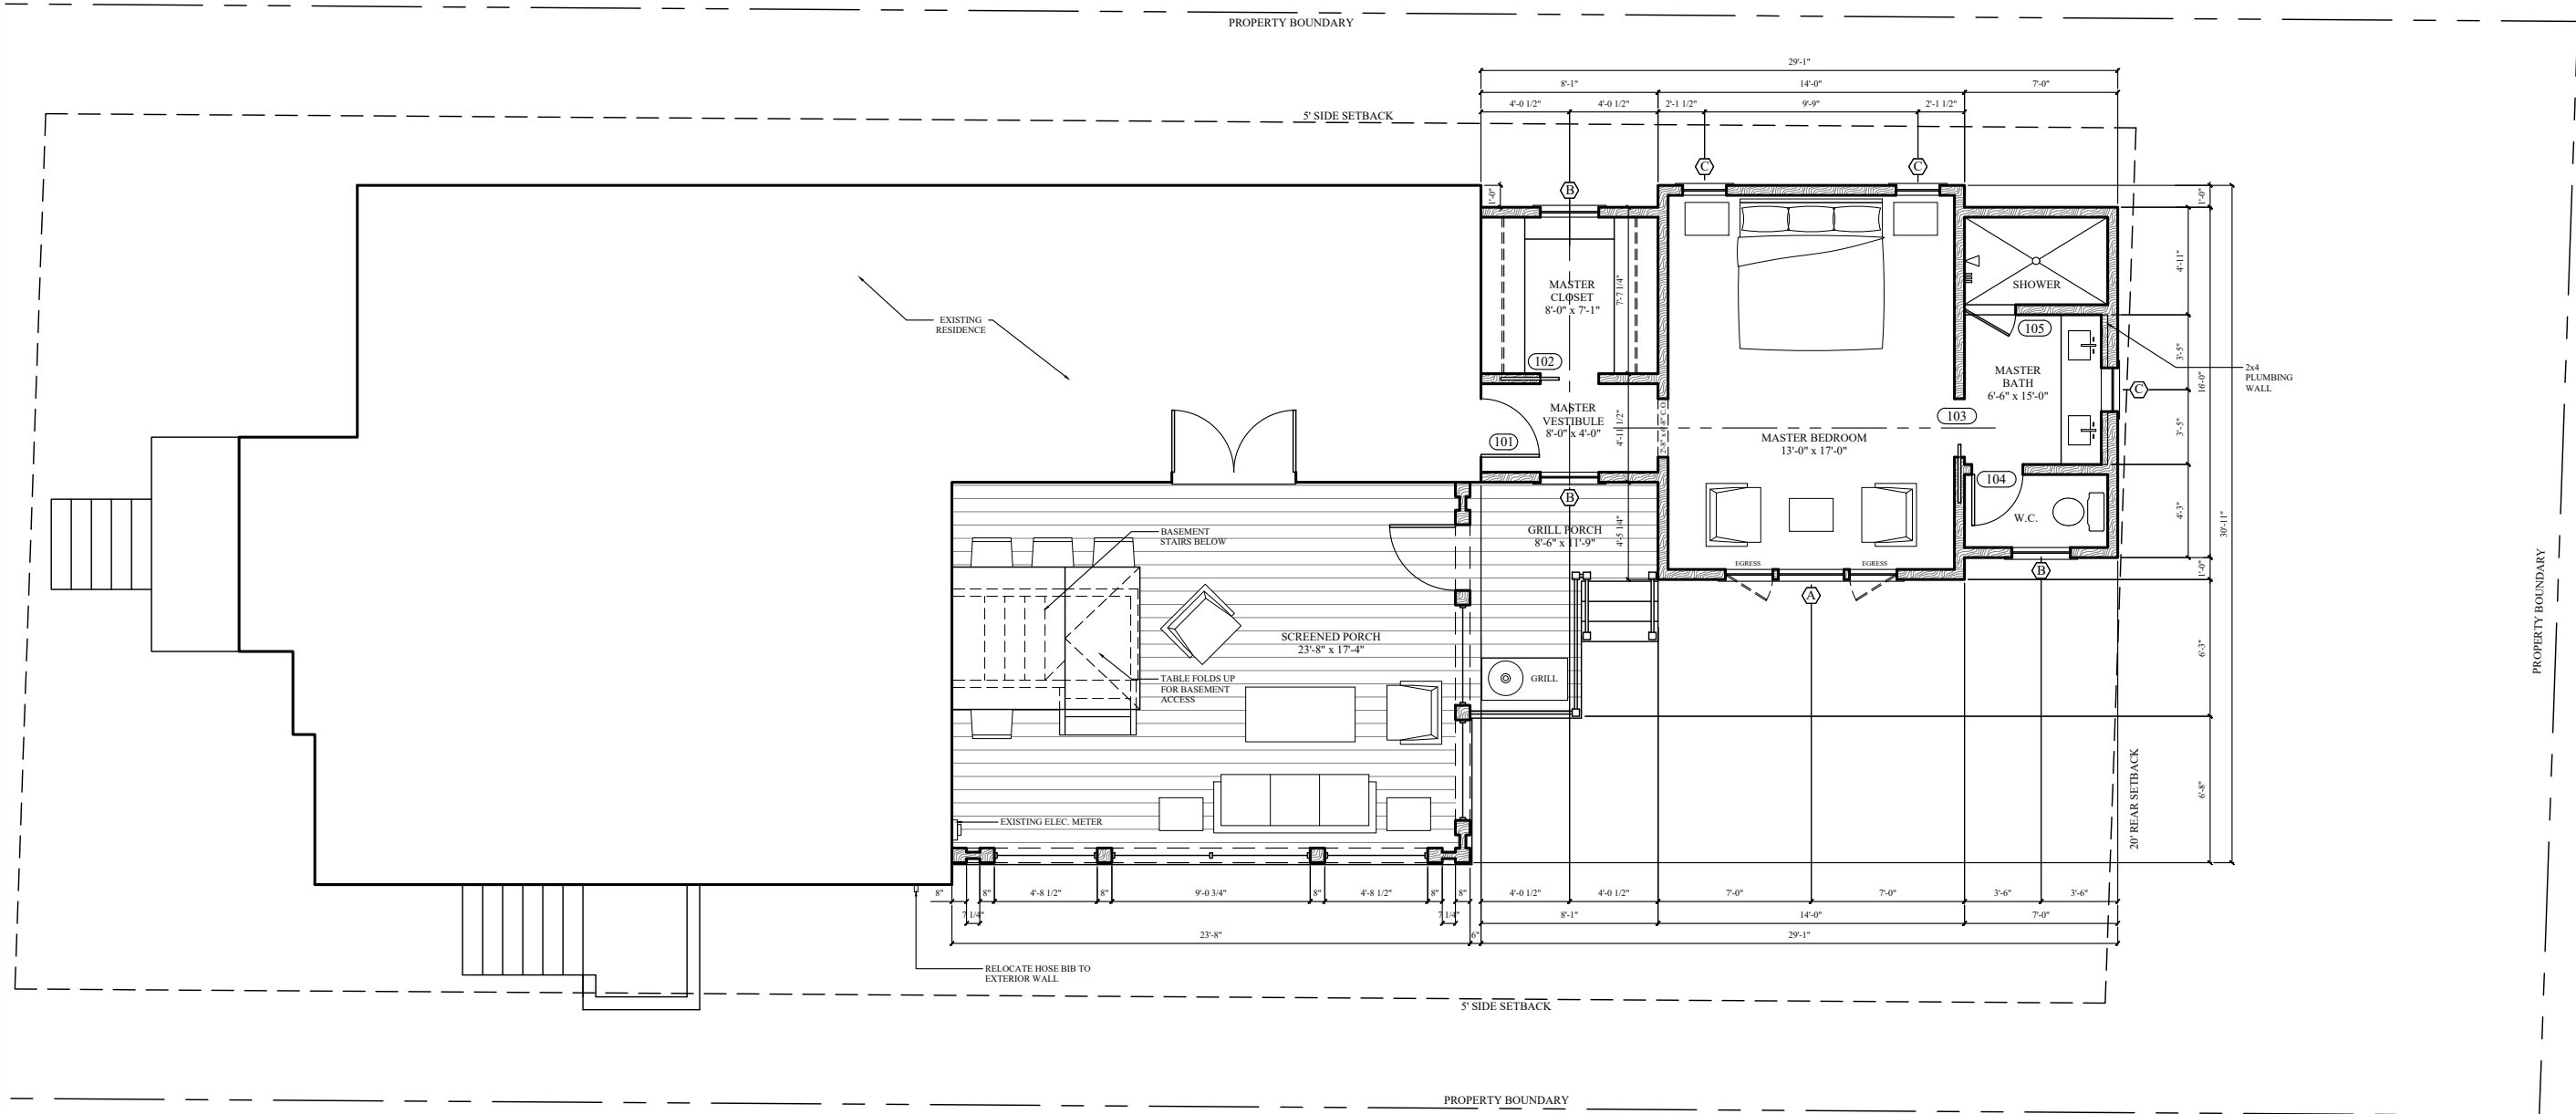 PROPERTY BOUNDARY
29'-1"
8'-1" 14'-0" 7'-0"
4'-0 1/2" 4'-0 1/2" 2'-1 1/2" 9'-9" 2'-1 1/2"
5' SIDE SETBACK
C C
B
1'-0"
1'-0"
MASTER
CLOSET
8'-0" x 7'-1"
7'-7 1/4"
SHOWER
4'-11"
EXISTING
RESIDENCE
102
105
3'-5"
2x4
PLUMBING
WALL
MASTER
BATH
6'-6" x 15'-0"
16'-0"
C
MASTER
VESTIBULE
8'-0" x 4'-0"
4'-11 1/2"
2'-8" x 6'-8" C.O.
101
103
3'-5"
MASTER BEDROOM
13'-0" x 17'-0"
104
B
W.C.
4'-3"
30'-11"
BASEMENT
STAIRS BELOW
GRILL PORCH
8'-6" x 11'-9"
4'-5 1/4"
EGRESS EGRESS
B
1'-0"
A
PROPERTY BOUNDARY
SCREENED PORCH
23'-8" x 17'-4"
6'-3"
TABLE FOLDS UP
FOR BASEMENT
ACCESS
GRILL
6'-8"
20' REAR SETBACK
EXISTING ELEC. METER
8" 8" 4'-8 1/2" 8" 9'-0 3/4" 8" 4'-8 1/2" 8" 8" 4'-0 1/2" 4'-0 1/2" 7'-0" 7'-0" 3'-6" 3'-6"
7 1/4" 7 1/4" 8'-1" 14'-0" 7'-0"
23'-8" 6" 29'-1"
RELOCATE HOSE BIB TO
EXTERIOR WALL
5' SIDE SETBACK
PROPERTY BOUNDARY